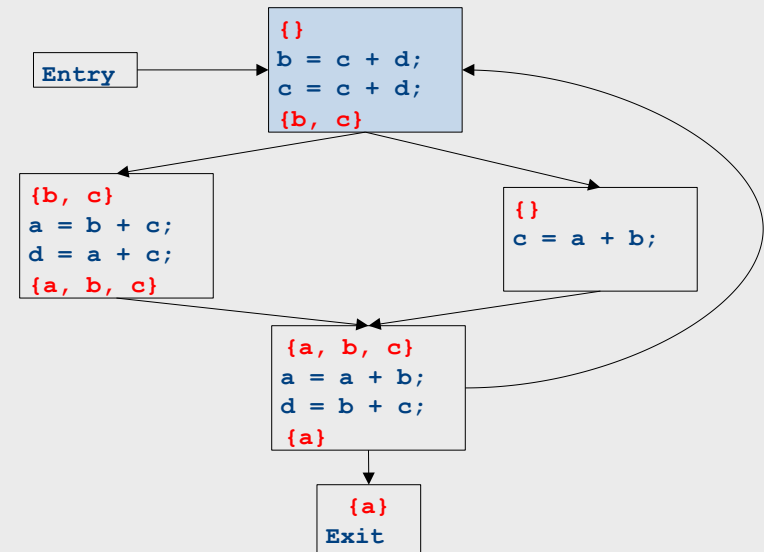 Entry
{}
b = c + d;
c = c + d;
{b, c}
{b, c}
a = b + c;
d = a + c;
{a, b, c}
{}
c = a + b;
{a, b, c}
a = a + b;
d = b + c;
{a}
{a}
Exit